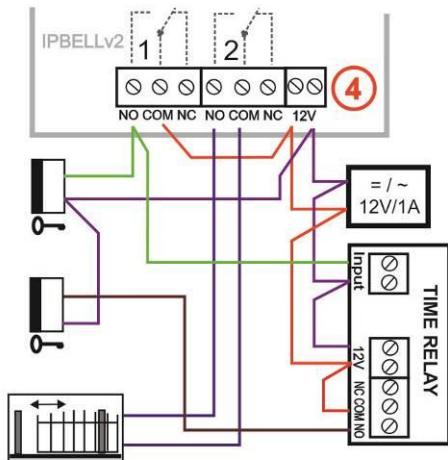 IPBELLv2
1 2
4
NO COM NC NO COM NC 12V
= / ~
12V/1A
Input
TIME RELAY
12V
NC COM NO